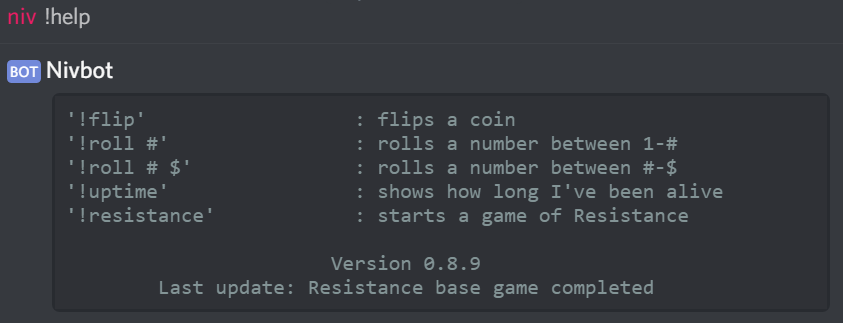 niv !help
BOT Nivbot
'!flip' : flips a coin
'!roll #' : rolls a number between 1-#
'!roll # $' : rolls a number between #-$
'!uptime' : shows how long I've been alive
'!resistance' : starts a game of Resistance
Version 0.8.9
Last update: Resistance base game completed